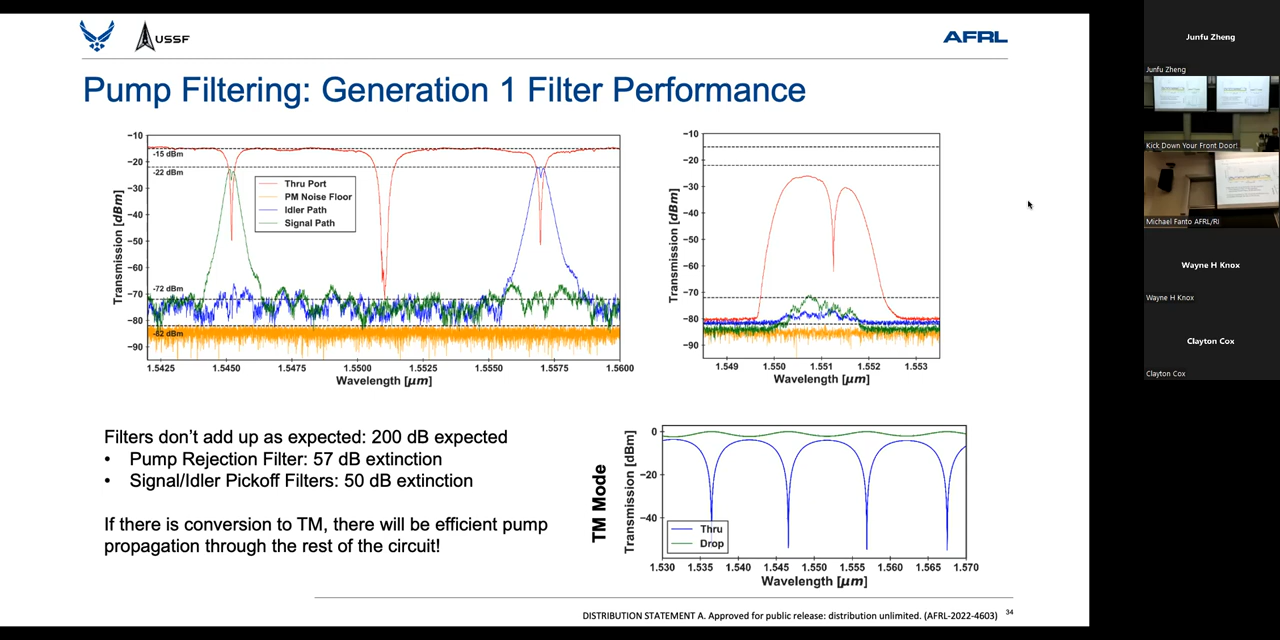 USSF
AFRL
Pump Filtering: Generation 1 Filter Performance
Transmission [dBm]
−10
−20
−30
−40
−50
−60
−70
−80
−90
-15 dBm
-22 dBm
-72 dBm
-82 dBm
Thru Port
PM Noise Floor
Idler Path
Signal Path
1.5425 1.5450 1.5475 1.5500 1.5525 1.5550 1.5575 1.5600
Wavelength [μm]
Transmission [dBm]
−10
−20
−30
−40
−50
−60
−70
−80
−90
1.549 1.550 1.551 1.552 1.553
Wavelength [μm]
Filters don’t add up as expected: 200 dB expected
• Pump Rejection Filter: 57 dB extinction
• Signal/Idler Pickoff Filters: 50 dB extinction
If there is conversion to TM, there will be efficient pump
propagation through the rest of the circuit!
TM Mode
Transmission [dBm]
0
−20
−40
Thru
Drop
1.530 1.535 1.540 1.545 1.550 1.555 1.560 1.565 1.570
Wavelength [μm]
DISTRIBUTION STATEMENT A. Approved for public release: distribution unlimited. (AFRL-2022-4603) 34
Junfu Zheng
Junfu Zheng
Kick Down Your Front Door!
Michael Fanto AFRL/RI
Wayne H Knox
Wayne H Knox
Clayton Cox
Clayton Cox